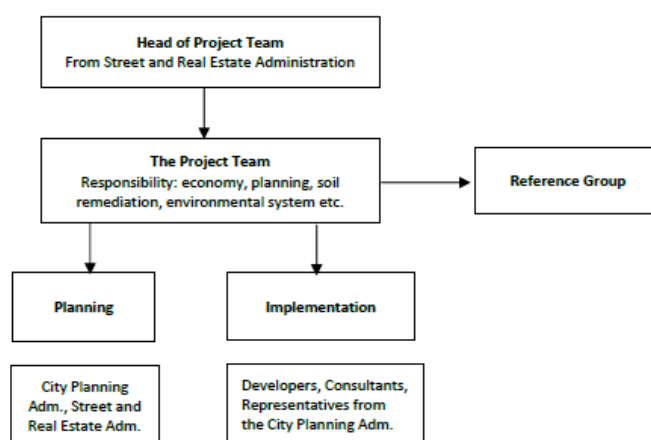 Head of Project Team
From Street and Real Estate Administration
The Project Team
Responsibility: economy, planning, soil
remediation, environmental system etc.
Reference Group
Planning
Implementation
City Planning
Adm., Street and
Real Estate Adm.
Developers, Consultants,
Representatives from
the City Planning Adm.